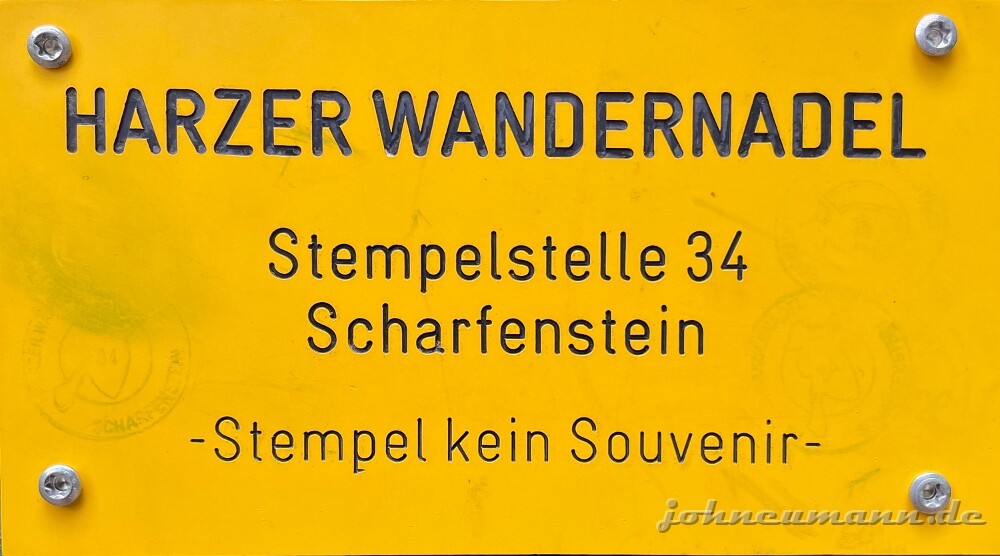 HARZER WANDERNADEL
Stempelstelle 34
Scharfenstein
-Stempel kein Souvenir-
johneumann.de